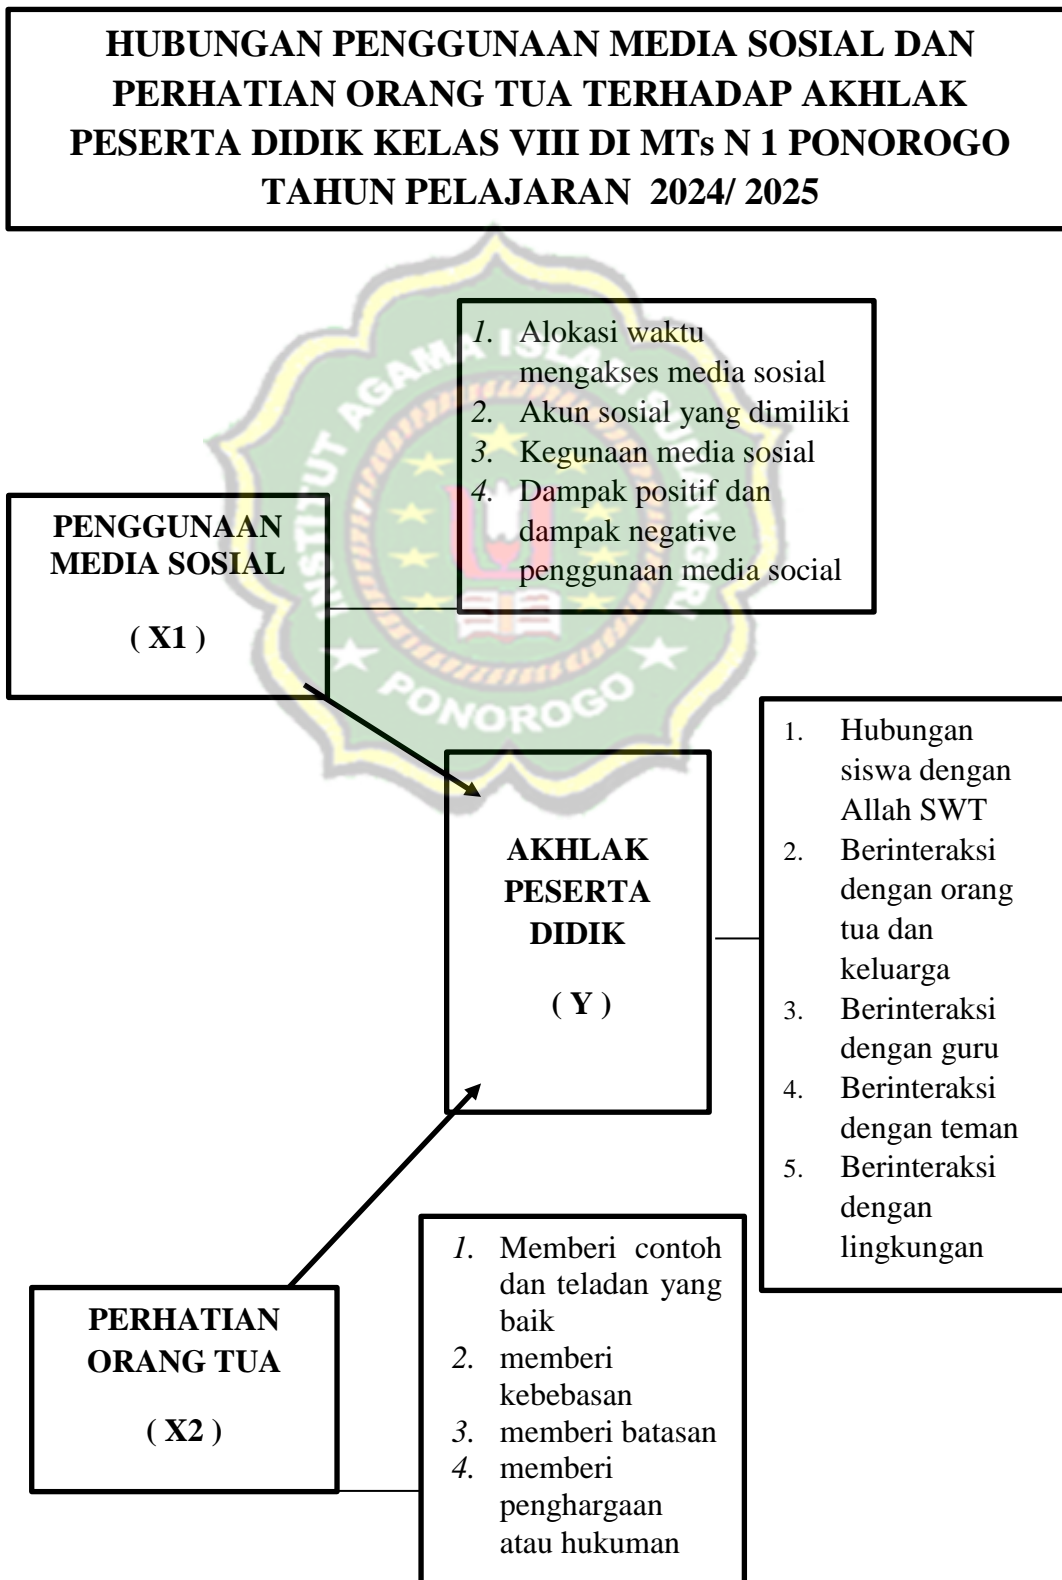 HUBUNGAN PENGGUNAAN MEDIA SOSIAL DAN
PERHATIAN ORANG TUA TERHADAP AKHLAK
PESERTA DIDIK KELAS VIII DI MTs N 1 PONOROGO
TAHUN PELAJARAN 2024/ 2025
1. Alokasi waktu
mengakses media sosial
2. Akun sosial yang dimiliki
3. Kegunaan media sosial
4. Dampak positif dan
dampak negative
penggunaan media social
PENGGUNAAN
MEDIA SOSIAL
( X1 )
INSTITUT AGAMA ISLAM SUNAN GIRI
PONOROGO
AKHLAK
PESERTA
DIDIK
( Y )
1. Hubungan
siswa dengan
Allah SWT
2. Berinteraksi
dengan orang
tua dan
keluarga
3. Berinteraksi
dengan guru
4. Berinteraksi
dengan teman
5. Berinteraksi
dengan
lingkungan
PERHATIAN
ORANG TUA
( X2 )
1. Memberi contoh
dan teladan yang
baik
2. memberi
kebebasan
3. memberi batasan
4. memberi
penghargaan
atau hukuman